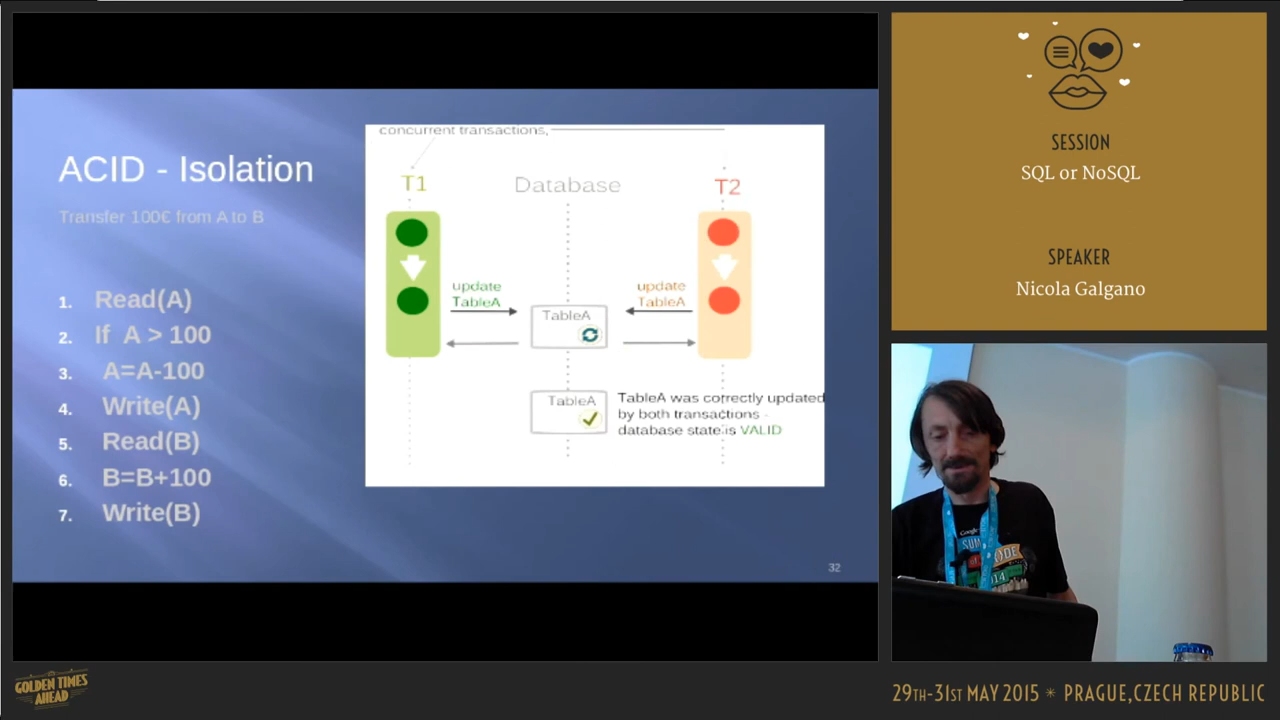 ACID - Isolation
Transfer 100€ from A to B
1. Read(A)
2. If A > 100
3. A=A-100
4. Write(A)
5. Read(B)
6. B=B+100
7. Write(B)
concurrent transactions,
T1
Database
T2
update
TableA
update
TableA
TableA
TableA
TableA was correctly updated
by both transactions -
database state is VALID
32
SESSION
SQL or NoSQL
SPEAKER
Nicola Galgano
Google
14
GOLDEN TIMES
AHEAD
29TH-31ST MAY 2015 * PRAGUE,CZECH REPUBLIC